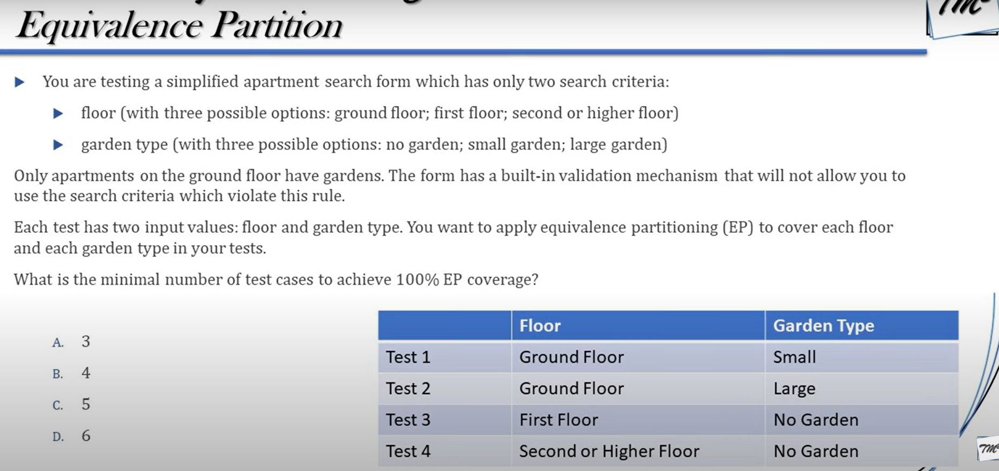 Equivalence Partition
TM²
You are testing a simplified apartment search form which has only two search criteria:
floor (with three possible options: ground floor; first floor; second or higher floor)
garden type (with three possible options: no garden; small garden; large garden)
Only apartments on the ground floor have gardens. The form has a built-in validation mechanism that will not allow you to
use the search criteria which violate this rule.
Each test has two input values: floor and garden type. You want to apply equivalence partitioning (EP) to cover each floor
and each garden type in your tests.
What is the minimal number of test cases to achieve 100% EP coverage?
A. 3
B. 4
C. 5
D. 6
Floor Garden Type
Test 1 Ground Floor Small
Test 2 Ground Floor Large
Test 3 First Floor No Garden
Test 4 Second or Higher Floor No Garden
TM²